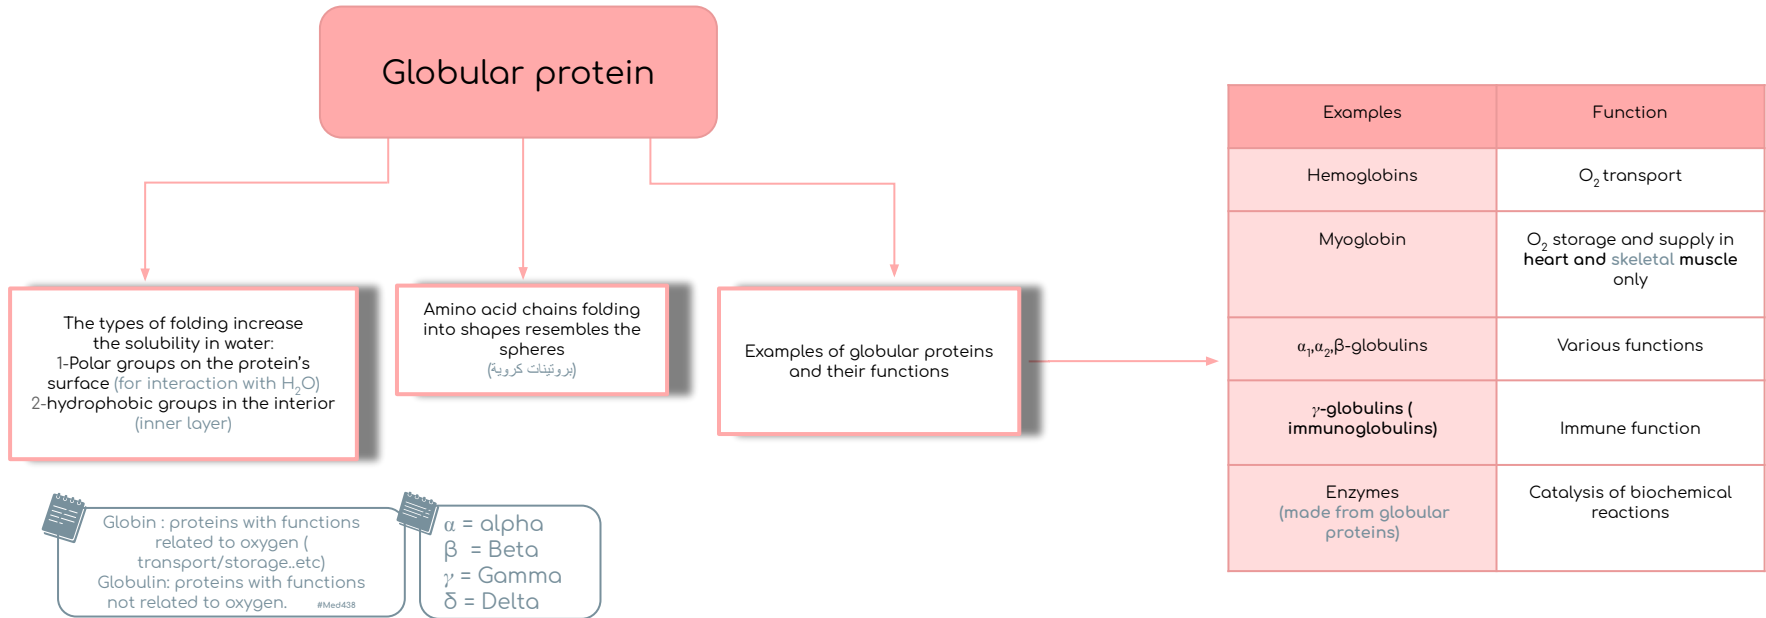 Globular protein
The types of folding increase
the solubility in water:
1-Polar groups on the protein's
surface (for interaction with H₂O)
2-hydrophobic groups in the interior
(inner layer)
Amino acid chains folding
into shapes resembles the
spheres
(بروتينات كروية)
Examples of globular proteins
and their functions
Examples
Function
Hemoglobins
O₂ transport
Myoglobin
O₂ storage and supply in
heart and skeletal muscle
only
α₁,α₂,β-globulins
Various functions
γ-globulins (
immunoglobulins)
Immune function
Enzymes
(made from globular
proteins)
Catalysis of biochemical
reactions
Globin : proteins with functions
related to oxygen (
transport/storage..etc)
Globulin: proteins with functions
not related to oxygen. #Med438
α = alpha
β = Beta
γ = Gamma
δ = Delta